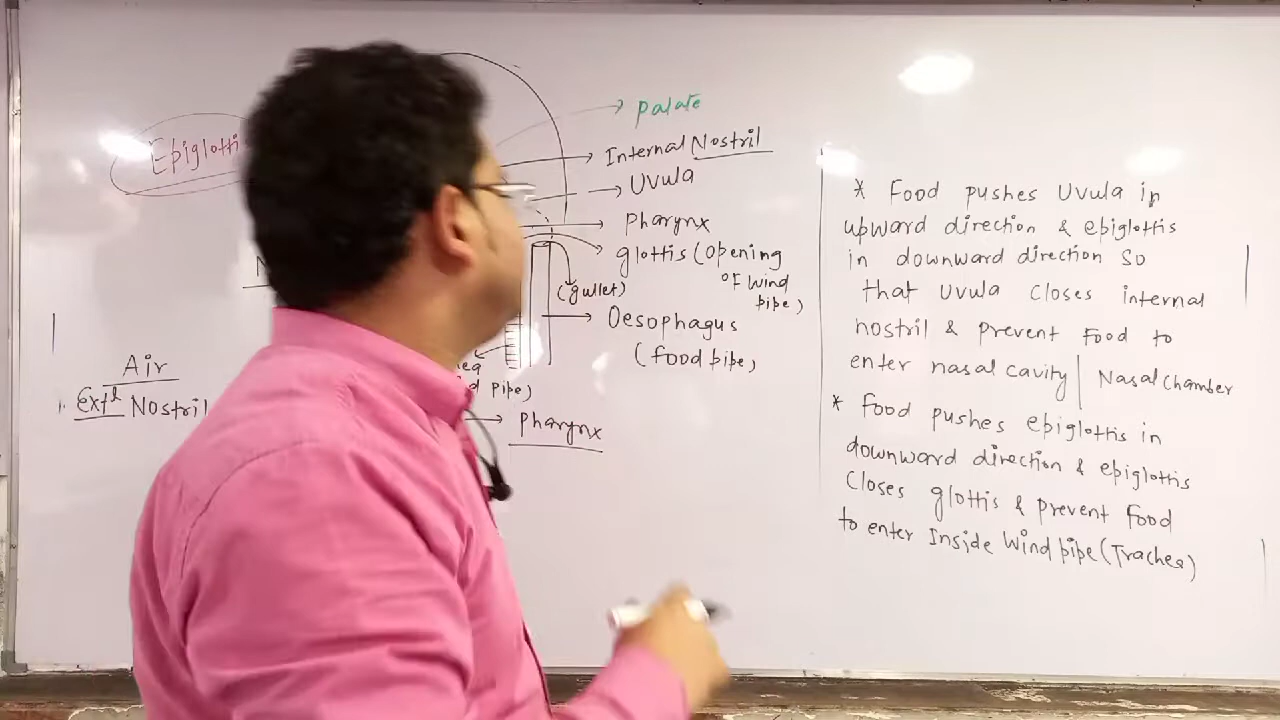 Epiglottis
palate
Internal Nostril
Uvula
Pharynx
glottis (opening
of wind
pipe)
(gullet)
Oesophagus
(food pipe)
pipe)
Air
Extl Nostril
Pharynx
* Food pushes Uvula in
upward direction & epiglottis
in downward direction so
that Uvula closes internal
nostril & prevent food to
enter nasal cavity | Nasal chamber
* Food pushes epiglottis in
downward direction & epiglottis
closes glottis & prevent food
to enter Inside wind pipe (Trachea)